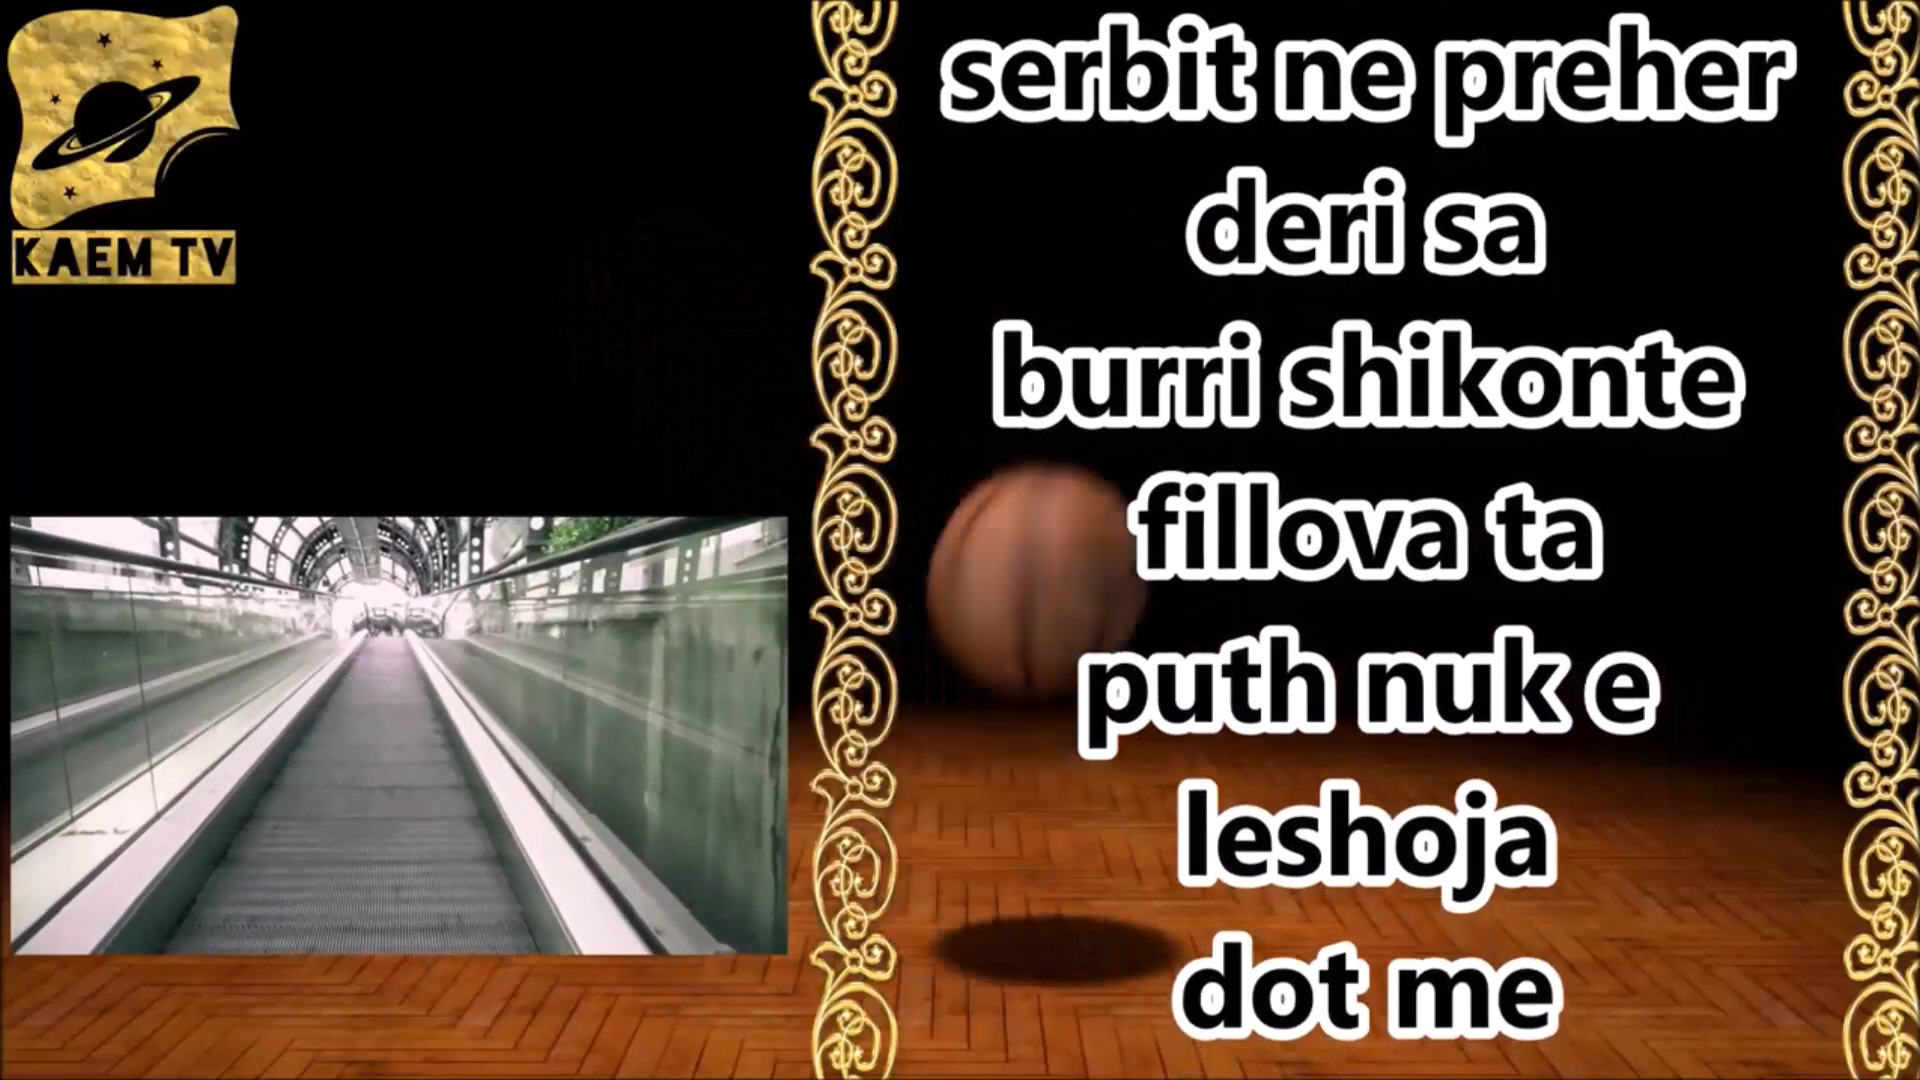 KAEM TV
serbit ne preher
deri sa
burri shikonte
fillova ta
puth nuk e
leshoja
dot me